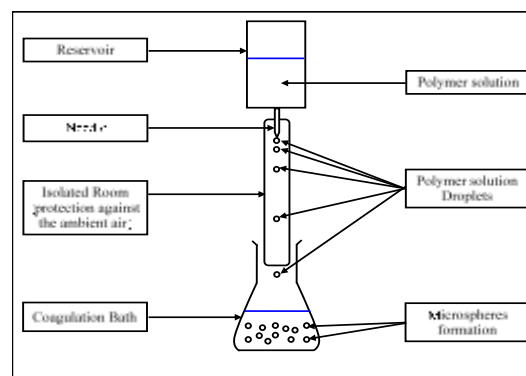 Reservoir
Polymer solution
Needle
Polymer solution
Droplets
Isolated Room
protection against
the ambient air
Coagulation Bath
Microspheres
formation